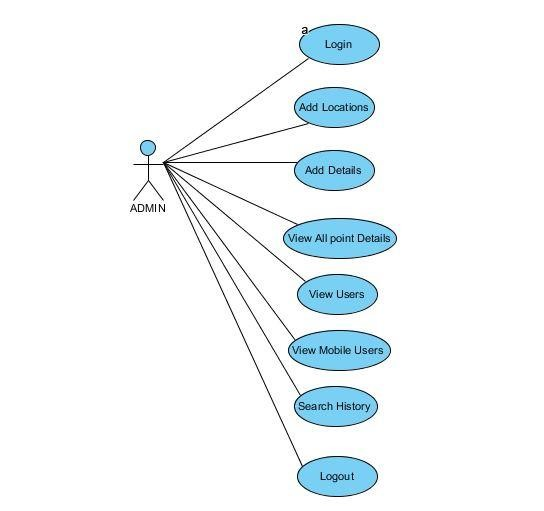 a
Login
Add Locations
Add Details
ADMIN
View All point Details
View Users
View Mobile Users
Search History
Logout